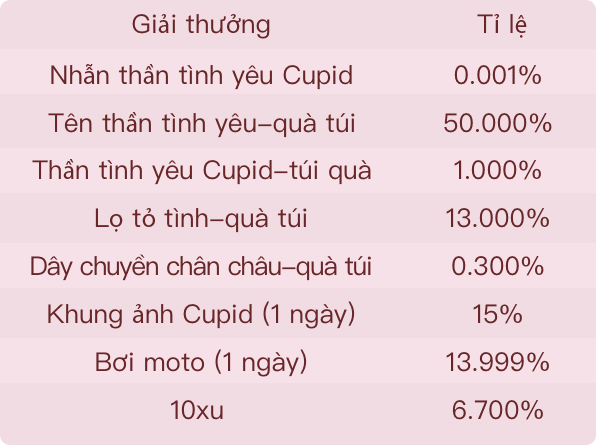 Giải thưởng Tỉ lệ
Nhẫn thần tình yêu Cupid 0.001%
Tên thần tình yêu–quà túi 50.000%
Thần tình yêu Cupid–túi quà 1.000%
Lọ tỏ tình–quà túi 13.000%
Dây chuyền chân châu–quà túi 0.300%
Khung ảnh Cupid (1 ngày) 15%
Bơi moto (1 ngày) 13.999%
10xu 6.700%